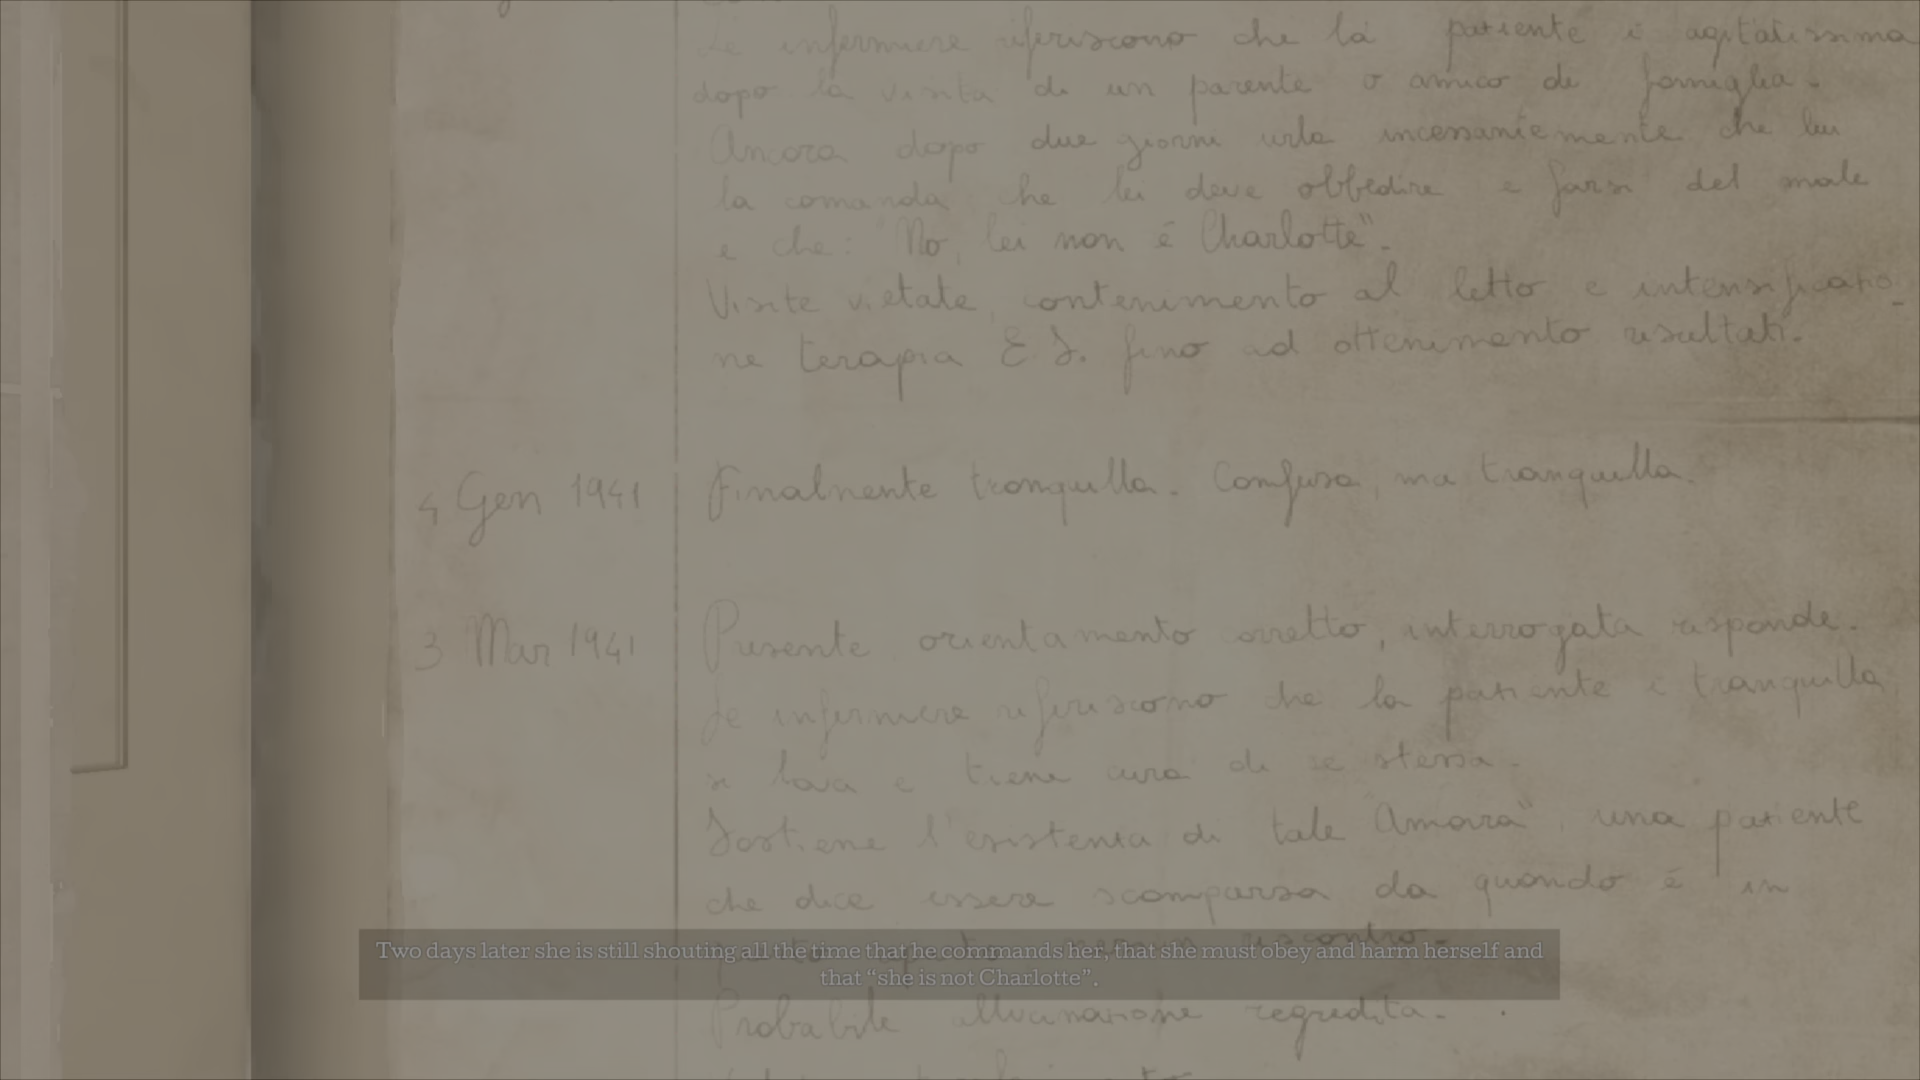 Le infermiere riferiscono che la paziente è agitatissima
dopo la visita di un parente o amico di famiglia.
Ancora dopo due giorni urla incessantemente che lui
la comanda che lei deve obbedire e farsi del male
e che: "No, lei non è Charlotte".
Visite vietate, contenimento al letto e intensificazio-
ne terapia E.S. fino ad ottenimento risultati.
4 Gen 1941 Finalmente tranquilla. Confusa, ma tranquilla.
3 Mar 1941 Presente orientamento corretto, interrogata risponde.
Le infermiere riferiscono che la paziente è tranquilla
si lava e tiene cura di se stessa.
Sostiene l'esistenza di tale "Amara", una paziente
che dice essere scomparsa da quando è in
riscontro.
Two days later she is still shouting all the time that he commands her, that she must obey and harm herself and
that “she is not Charlotte”.
Probabile allucinazione regredita.